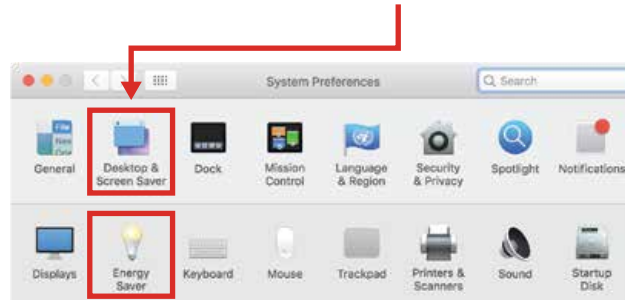 System Preferences
Search
General
Desktop &
Screen Saver
Dock
Mission
Control
Language
& Region
Security
& Privacy
Spotlight
Notifications
Displays
Energy
Saver
Keyboard
Mouse
Trackpad
Printers &
Scanners
Sound
Startup
Disk